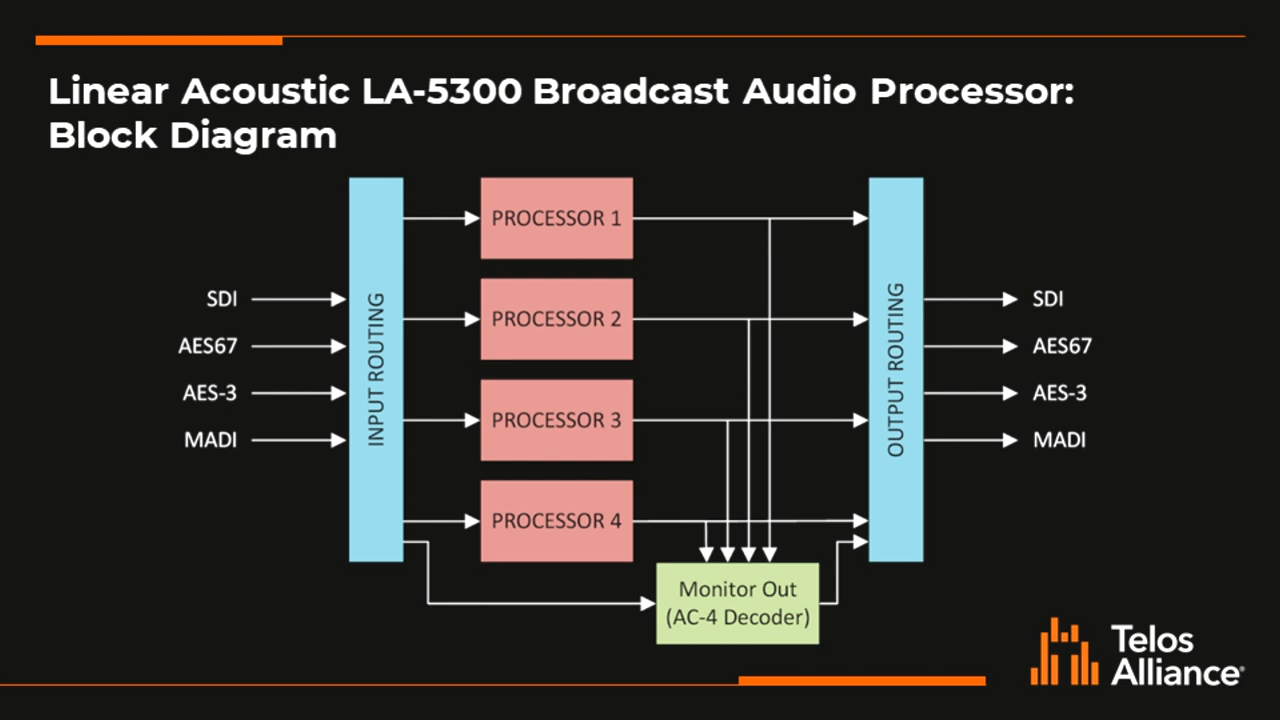 Linear Acoustic LA-5300 Broadcast Audio Processor:
Block Diagram
SDI
AES67
AES-3
MADI
INPUT ROUTING
PROCESSOR 1
PROCESSOR 2
PROCESSOR 3
PROCESSOR 4
Monitor Out
(AC-4 Decoder)
OUTPUT ROUTING
SDI
AES67
AES-3
MADI
Telos
Alliance®